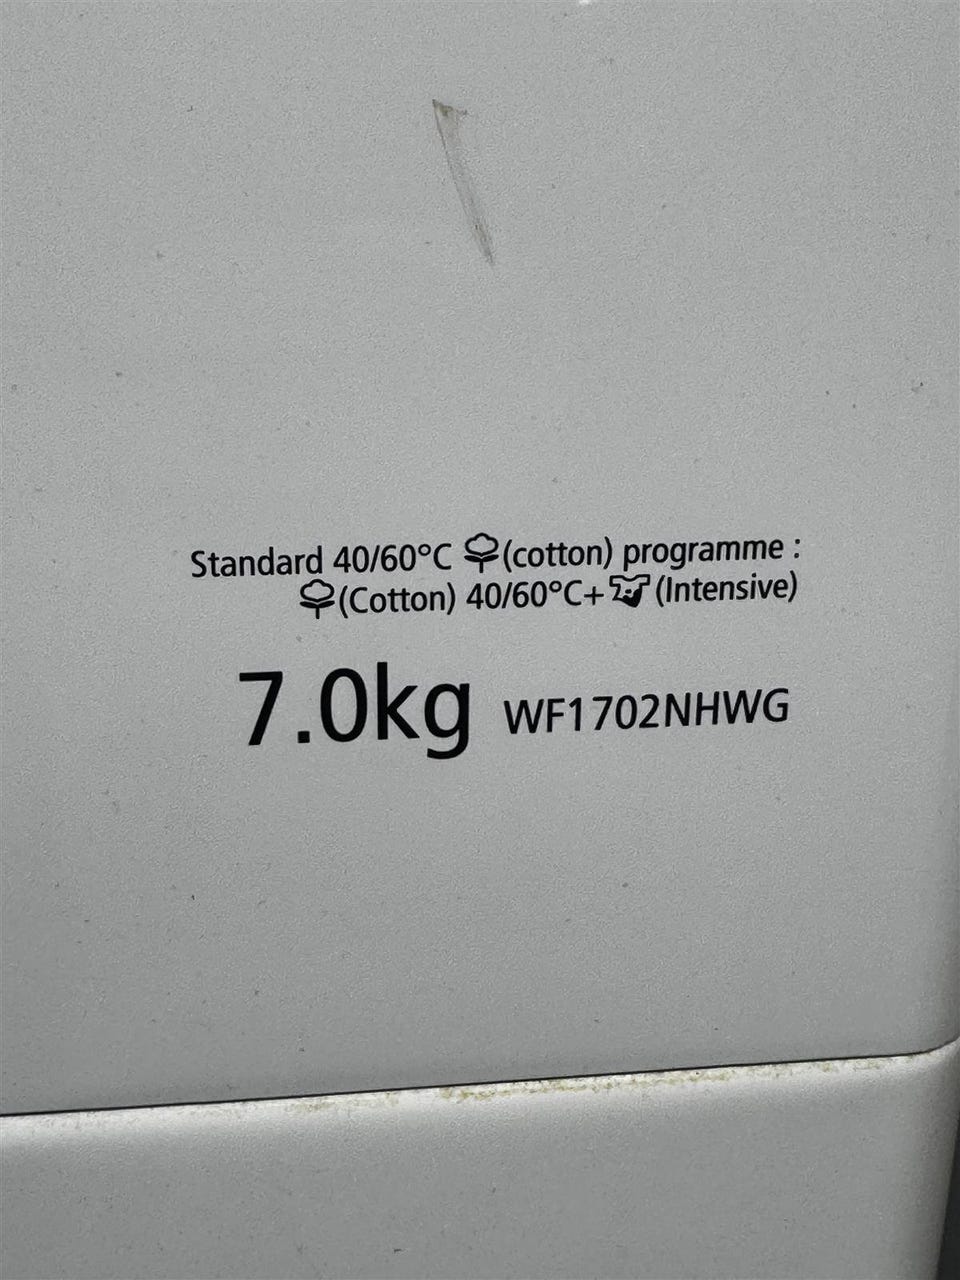 Standard 40/60°C (cotton) programme :
(Cotton) 40/60°C+ (Intensive)
7.0kg WF1702NHWG